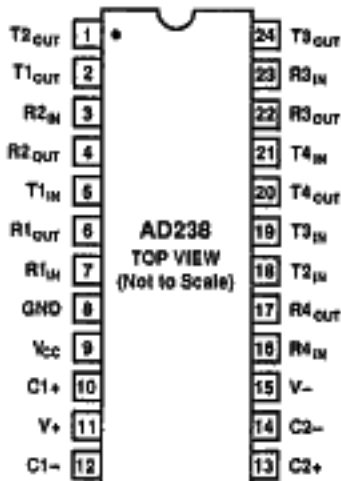 T2OUT 1 24 T3OUT
T1OUT 2 23 R3IN
R2IN 3 22 R3OUT
R2OUT 4 21 T4IN
T1IN 5 20 T4OUT
R1OUT 6 19 T3IN
R1IN 7 18 T2IN
GND 8 17 R4OUT
VCC 9 16 R4IN
C1+ 10 15 V−
V+ 11 14 C2−
C1− 12 13 C2+
AD238
TOP VIEW
(Not to Scale)